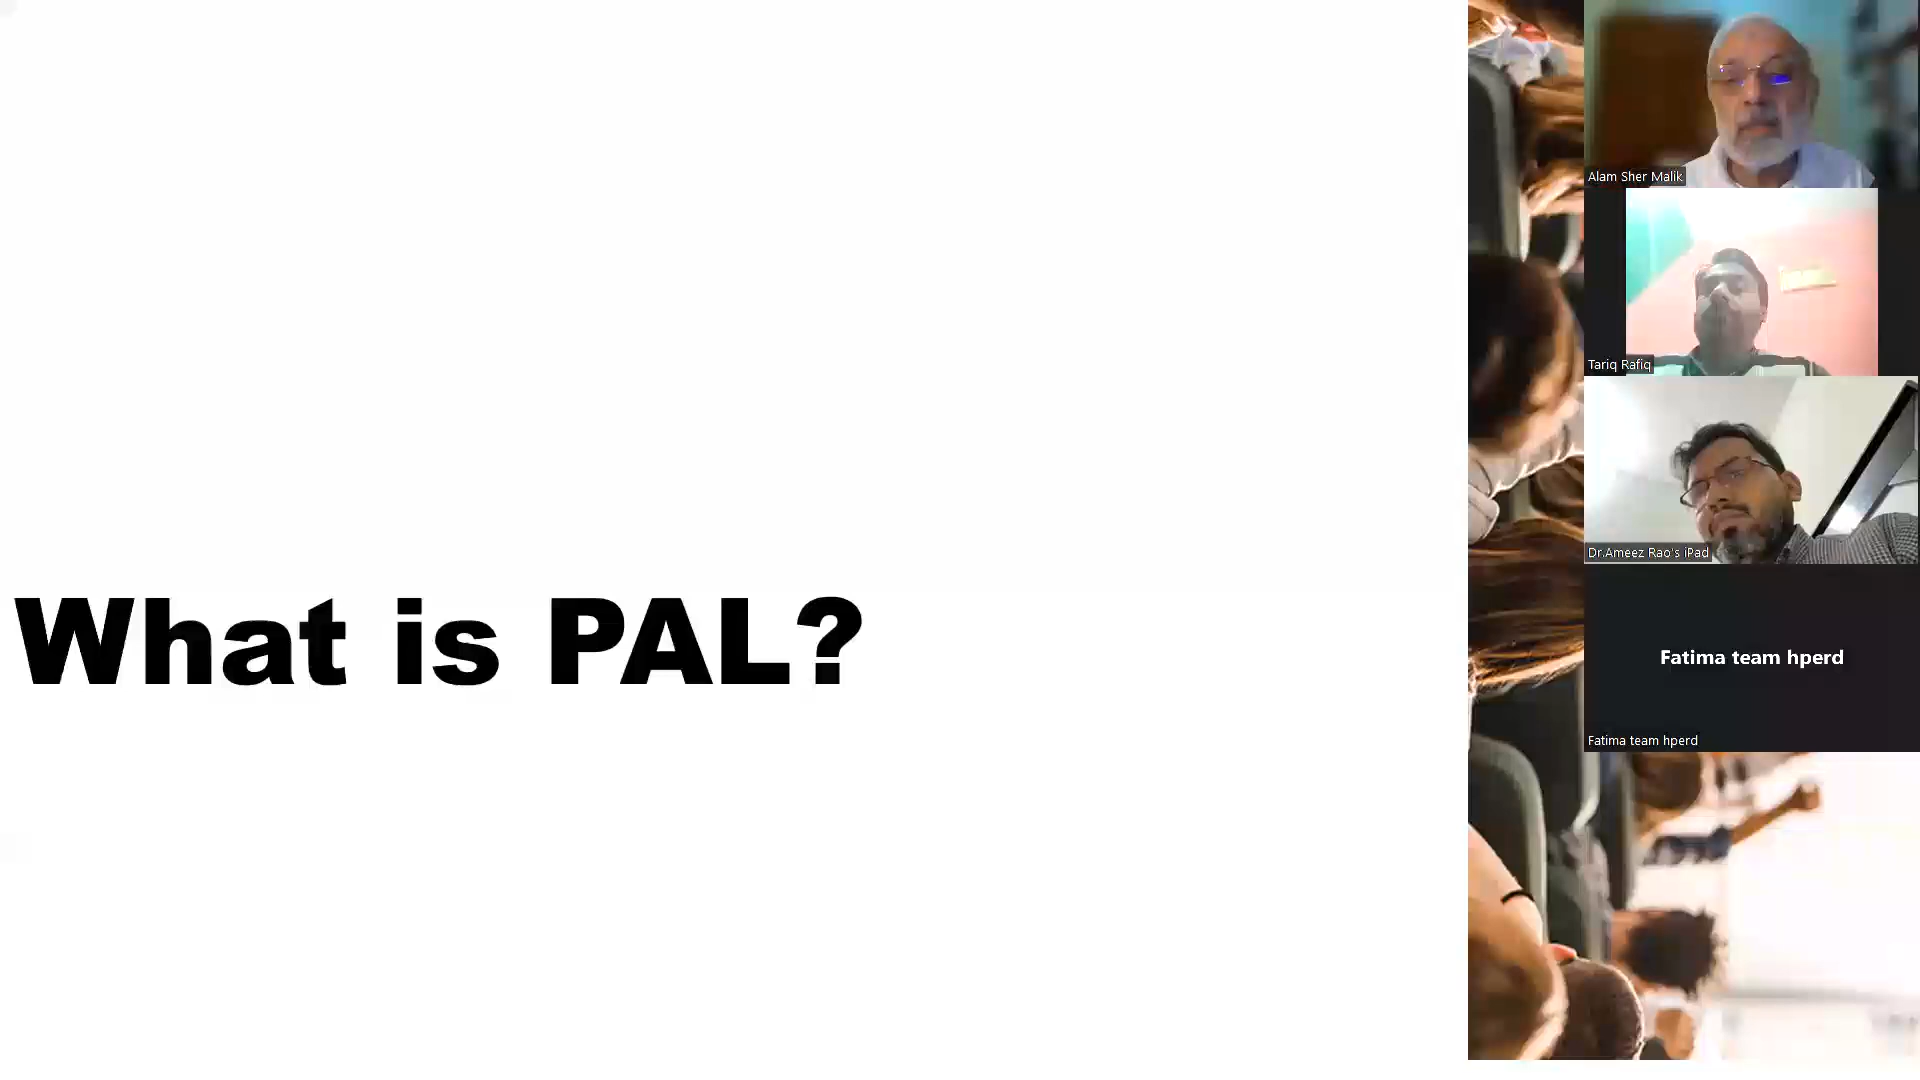 What is PAL?
Alam Sher Malik
Tariq Rafiq
Dr.Ameez Rao's iPad
Fatima team hperd
Fatima team hperd